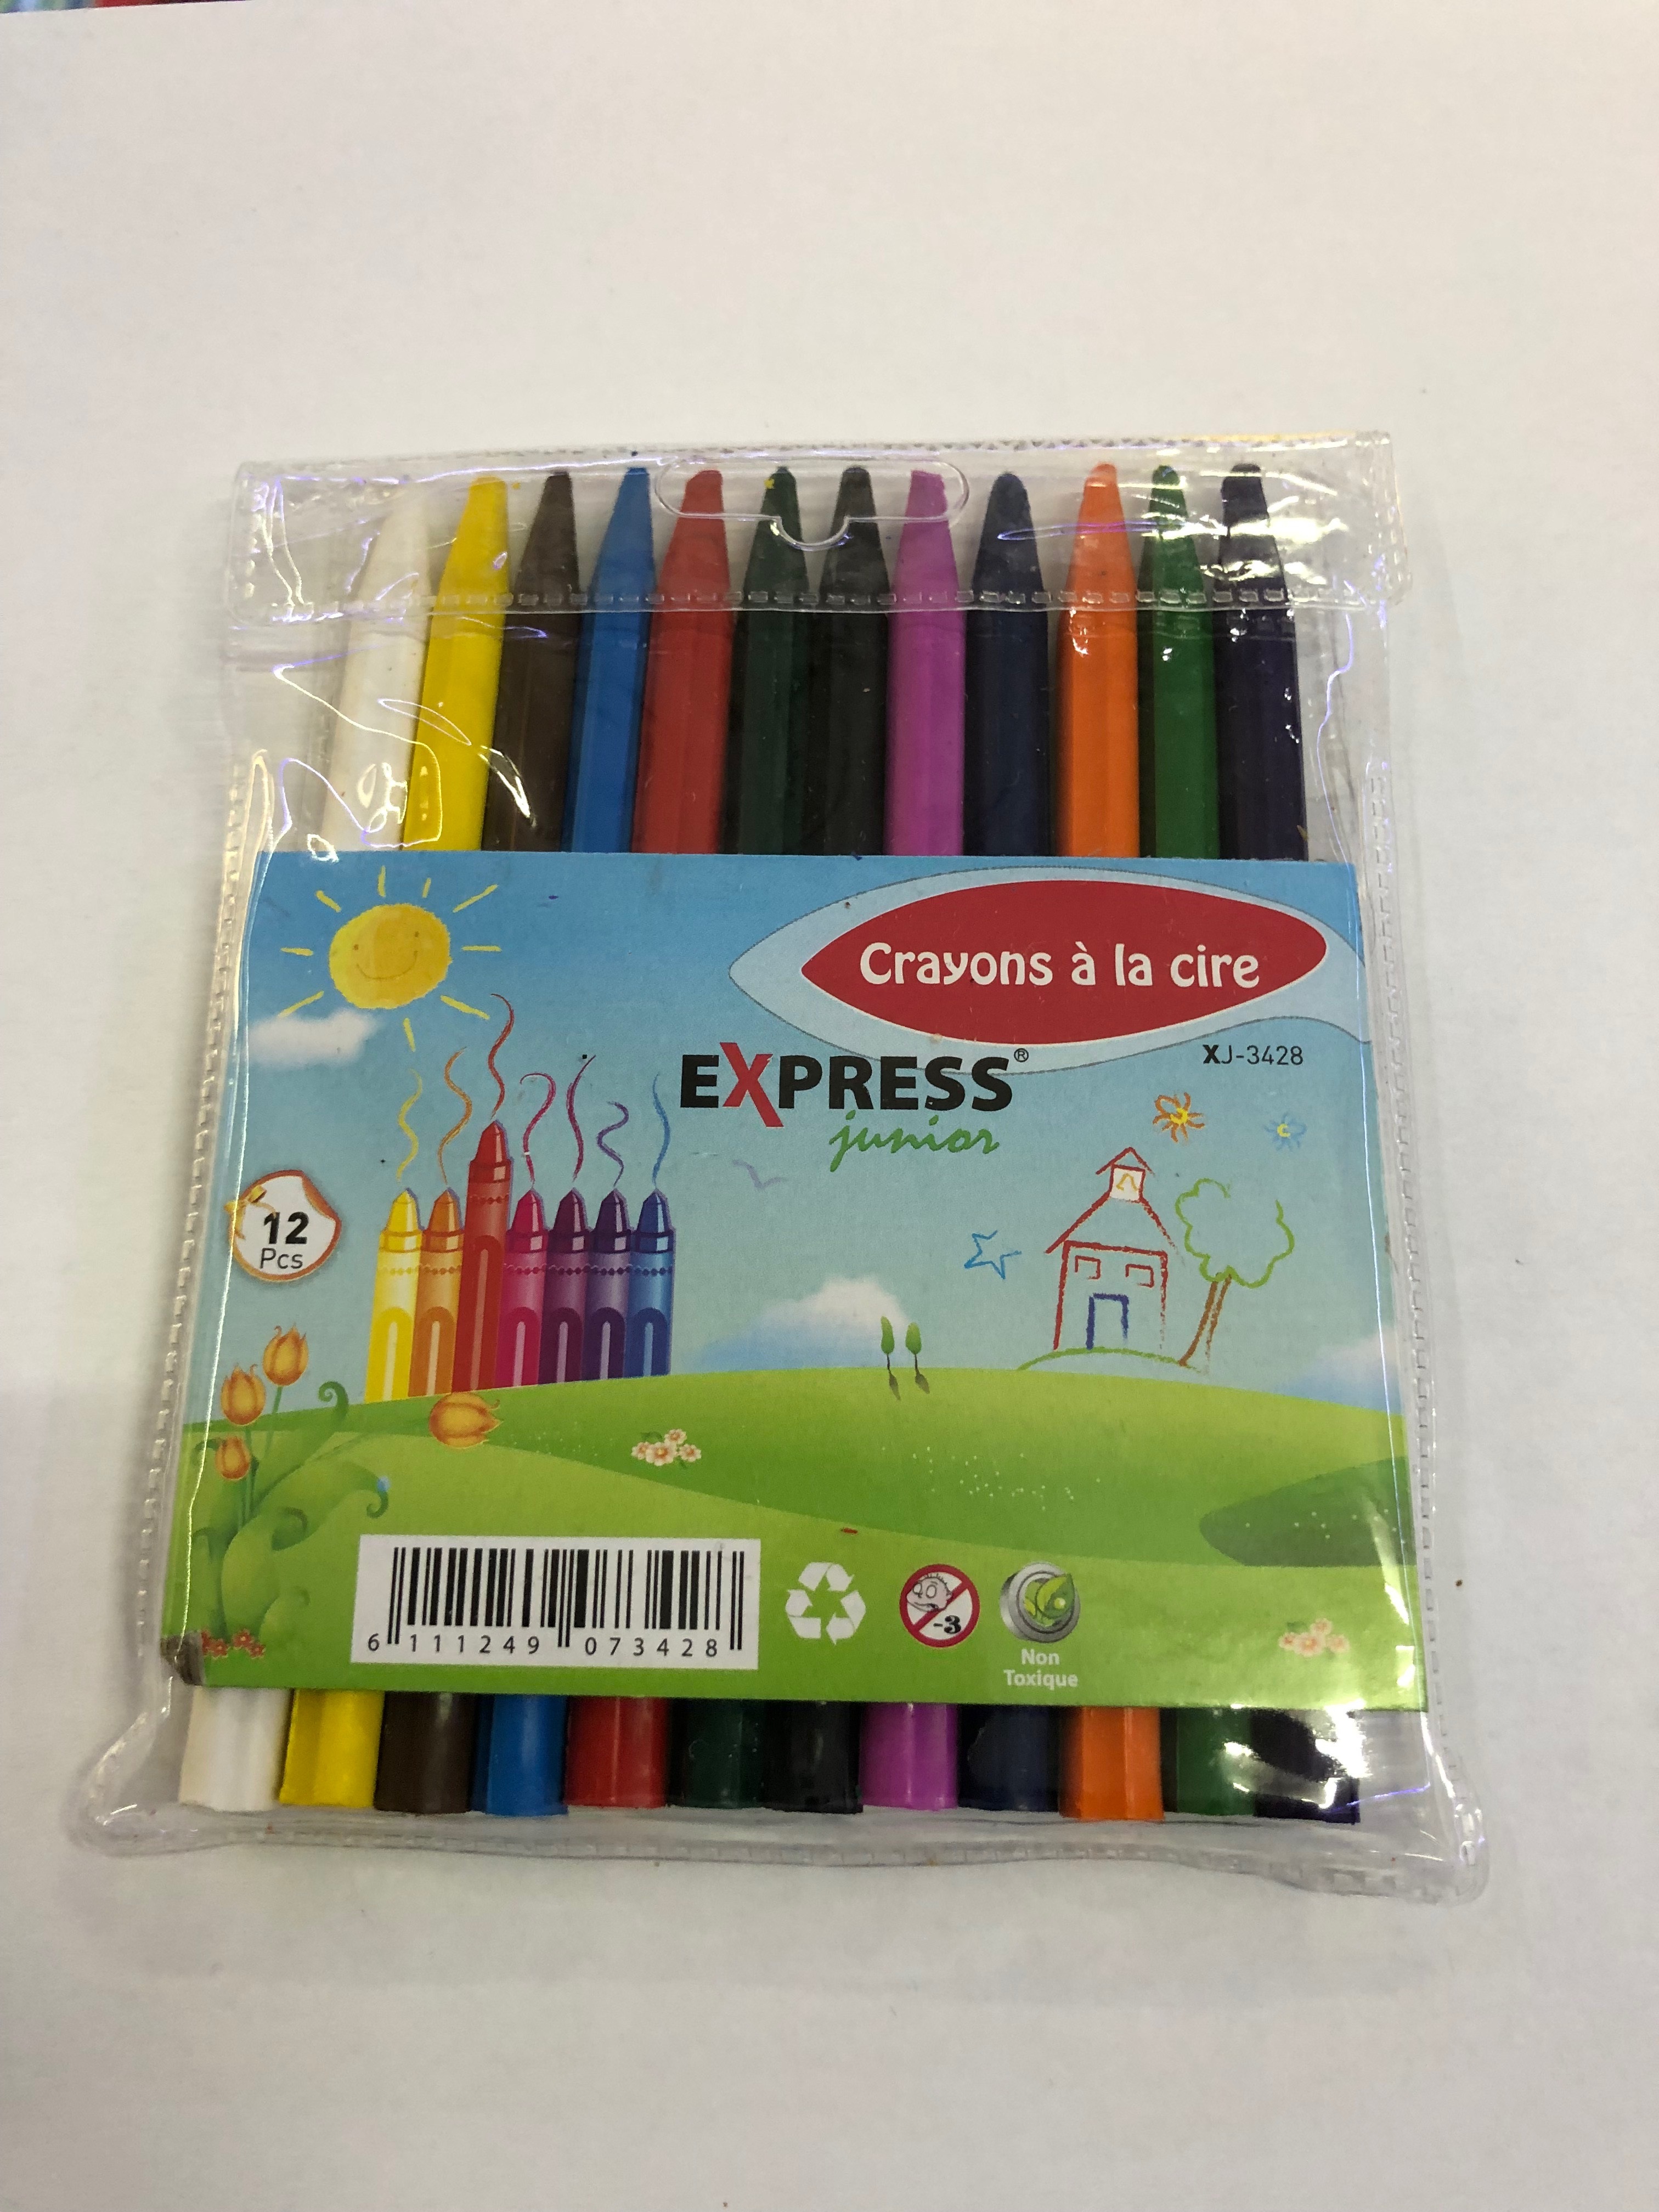 Crayons à la cire
EXPRESS®
junior
XJ-3428
12
Pcs
6 111249 073428
-3
Non
Toxique